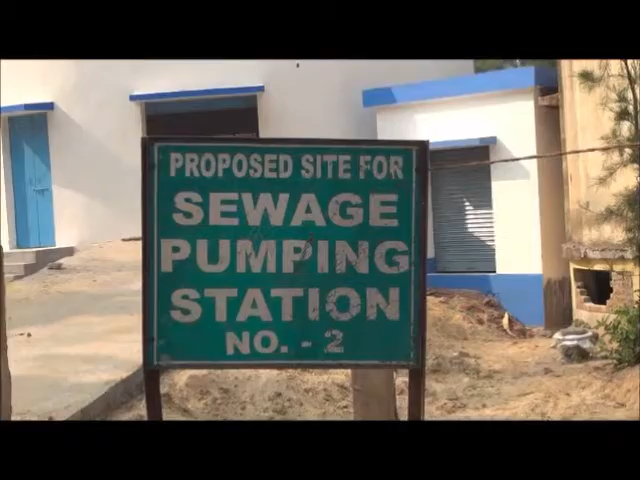 PROPOSED SITE FOR
SEWAGE
PUMPING
STATION
NO. - 2